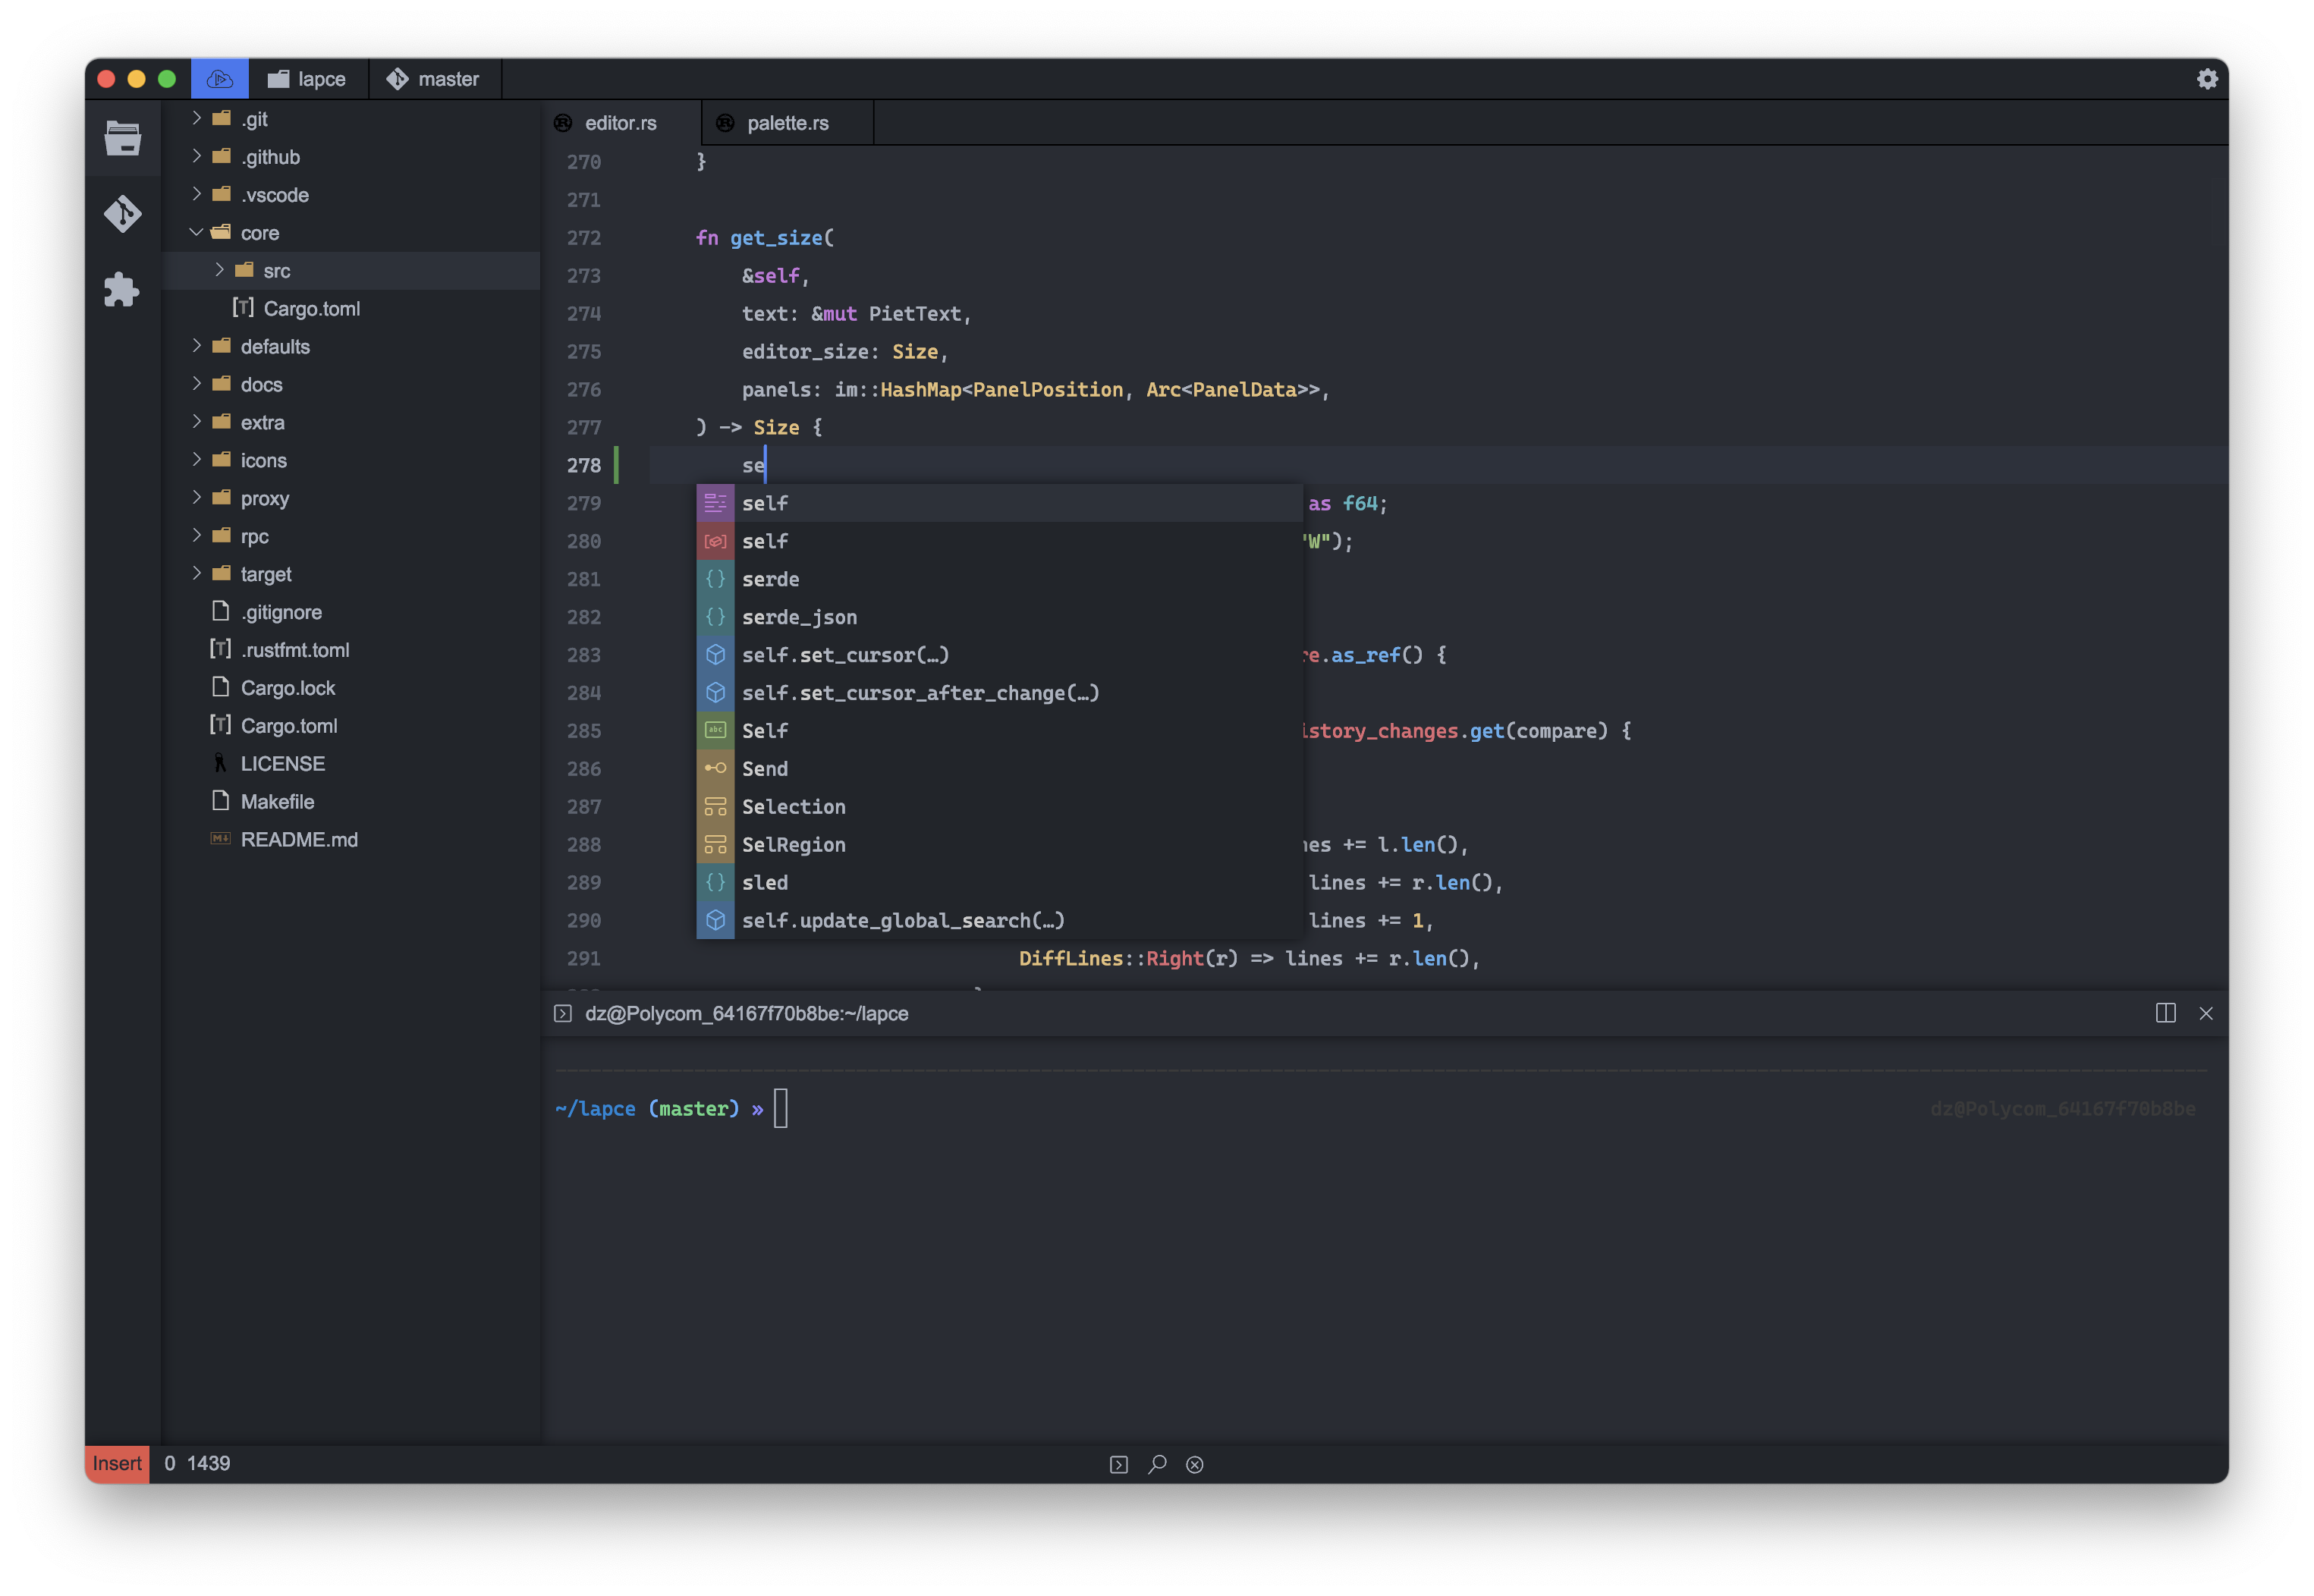 lapce
master
.git
.github
.vscode
core
src
Cargo.toml
defaults
docs
extra
icons
proxy
rpc
target
.gitignore
.rustfmt.toml
Cargo.lock
Cargo.toml
LICENSE
Makefile
README.md
editor.rs
palette.rs
270 }
271
272 fn get_size(
273 &self,
274 text: &mut PietText,
275 editor_size: Size,
276 panels: im::HashMap<PanelPosition, Arc<PanelData>>,
277 ) -> Size {
278 se
279 as f64;
280 "W");
281
282
283 .as_ref() {
284
285 .get(compare) {
286
287
288 += l.len(),
289 lines += r.len(),
290 lines += 1,
291 DiffLines::Right(r) => lines += r.len(),
self
self
serde
serde_json
self.set_cursor(…)
self.set_cursor_after_change(…)
Self
Send
Selection
SelRegion
sled
self.update_global_search(…)
dz@Polycom_64167f70b8be:~/lapce
~/lapce (master) »
dz@Polycom_64167f70b8be
Insert 0 1439